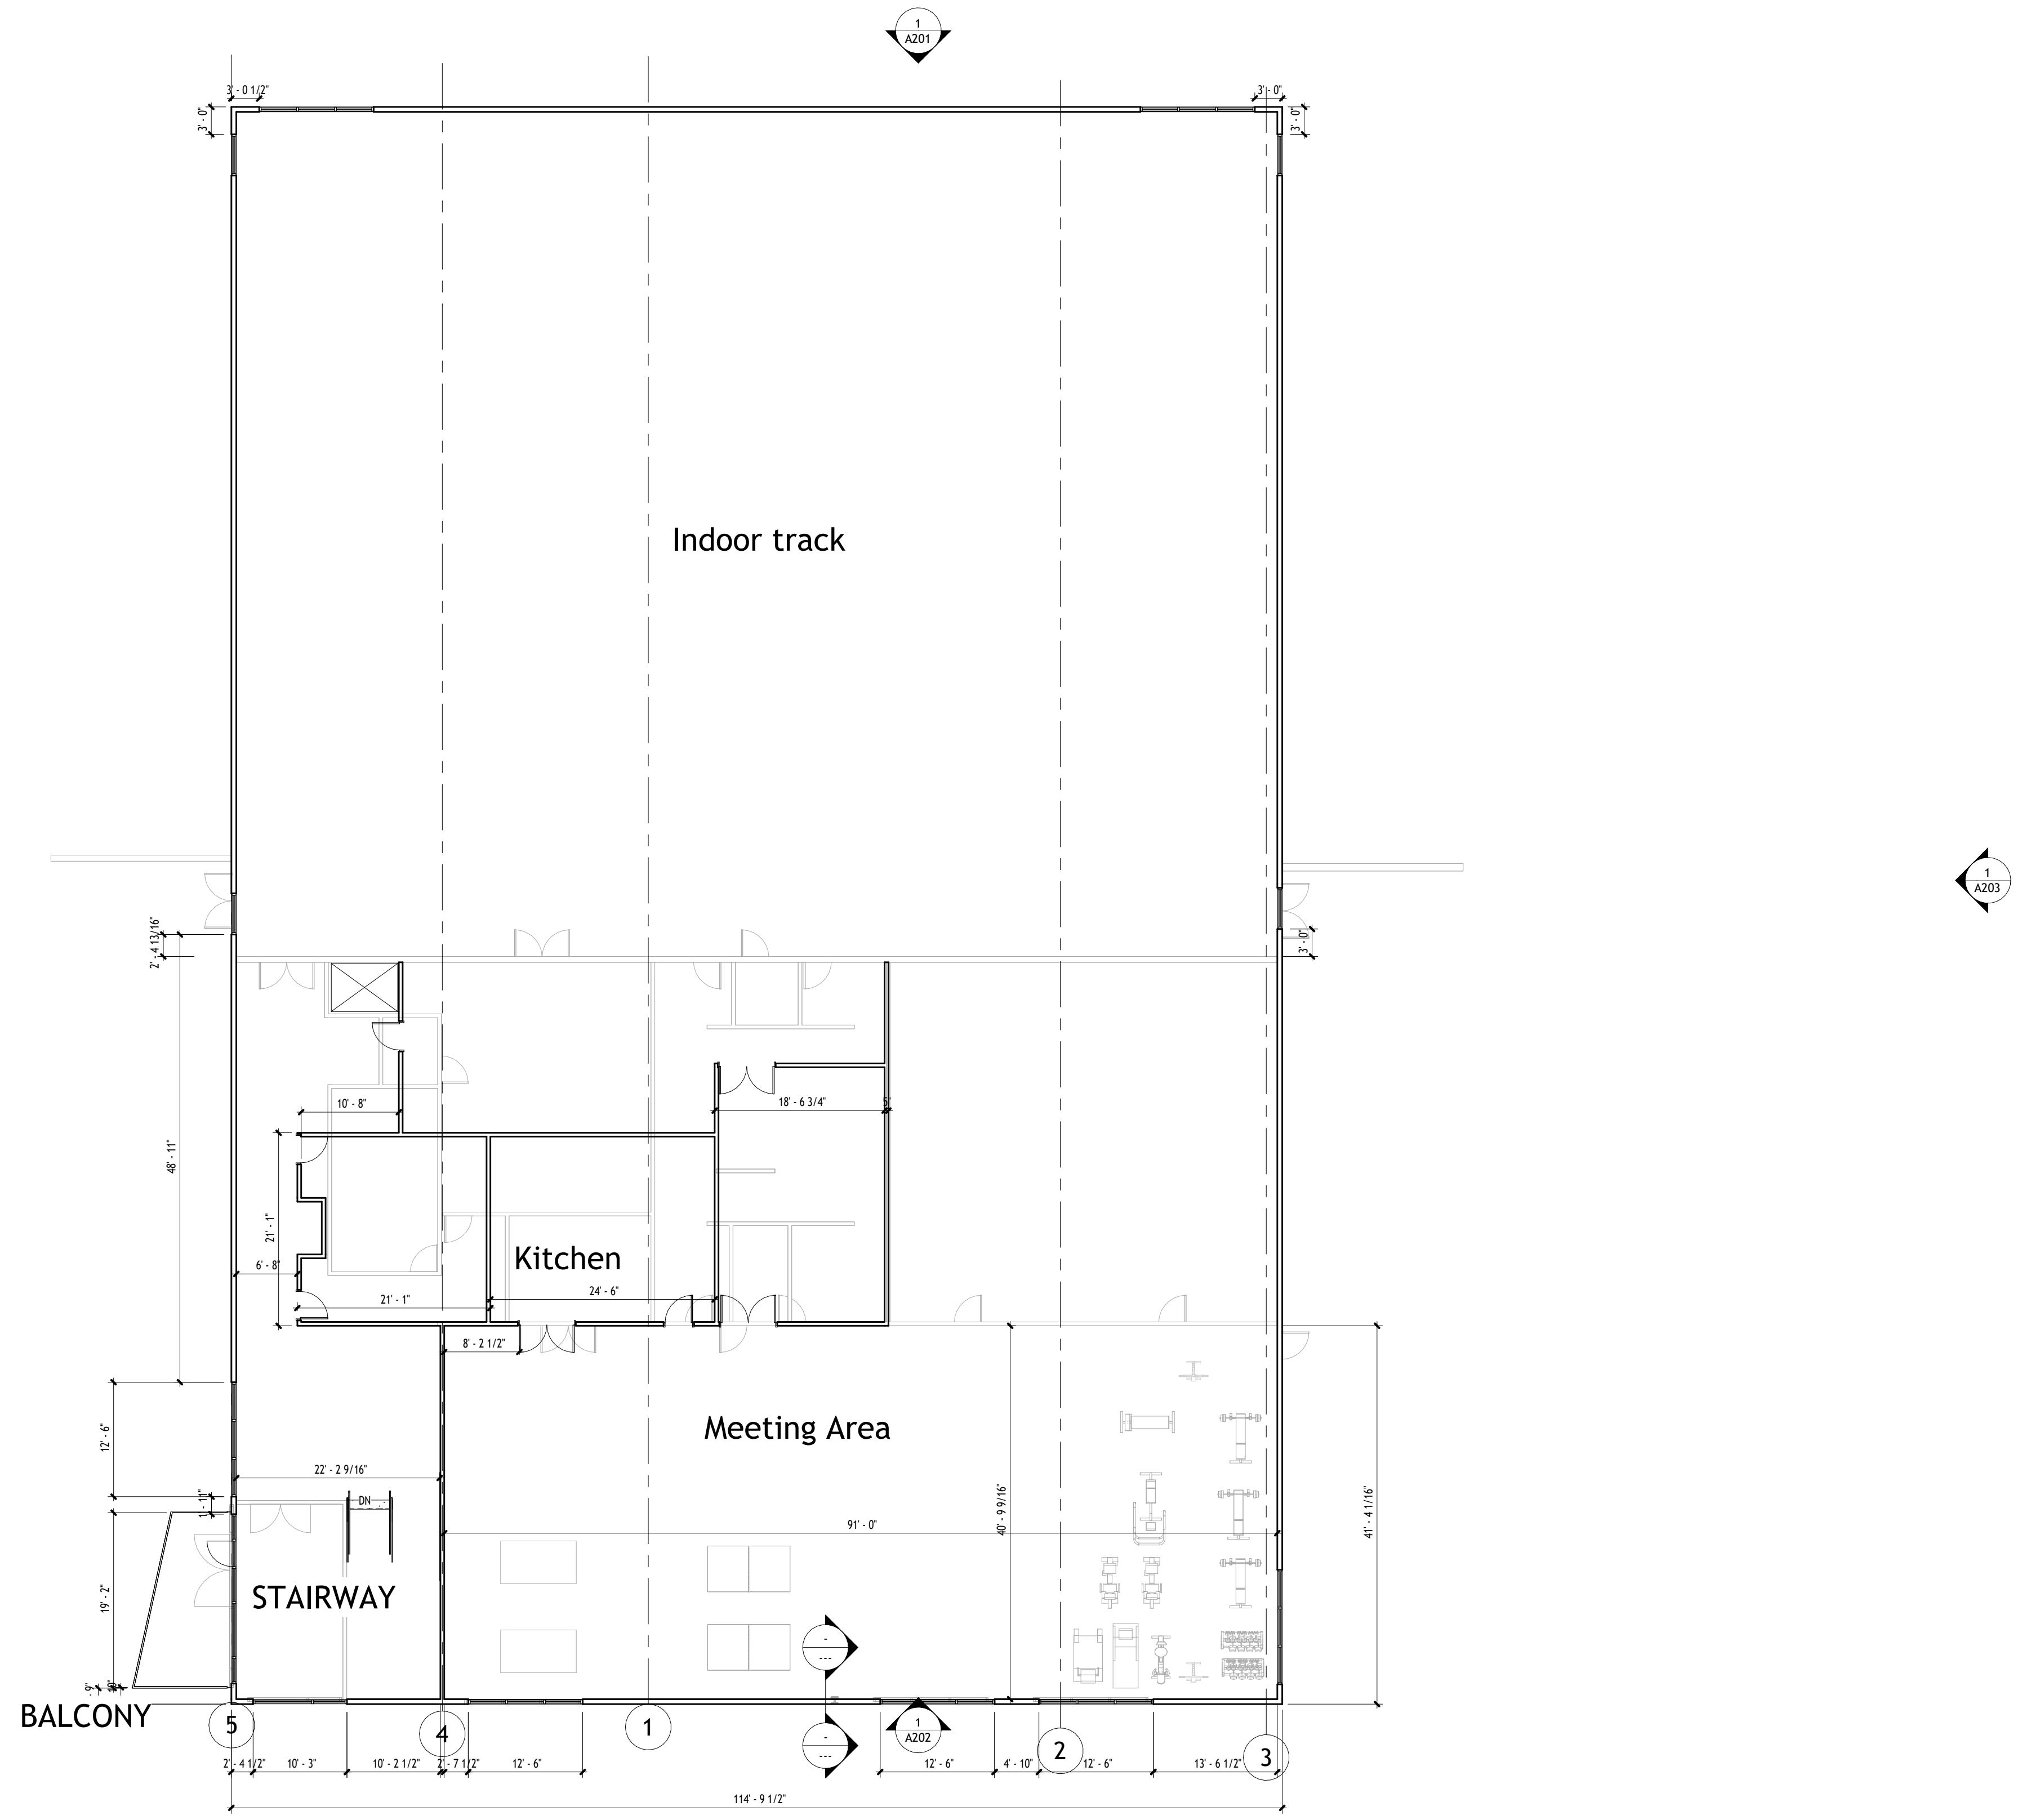 1
A201
3' - 0 1/2"
3' - 0"
3' - 0"
3' - 0"
Indoor track
1
A203
2' - 4 13/16"
3' - 0"
10' - 8"
18' - 6 3/4"
5"
48' - 11"
21' - 1"
6' - 8"
Kitchen
24' - 6"
21' - 1"
8' - 2 1/2"
Meeting Area
12' - 6"
22' - 2 9/16"
1' - 11"
DN
40' - 9 9/16"
41' - 4 1/16"
91' - 0"
19' - 2"
STAIRWAY
-
---
9"
BALCONY
5
4
1
1
A202
-
---
2
3
2' - 4 1/2"
10' - 3"
10' - 2 1/2"
2' - 7 1/2"
12' - 6"
12' - 6"
4' - 10"
12' - 6"
13' - 6 1/2"
114' - 9 1/2"